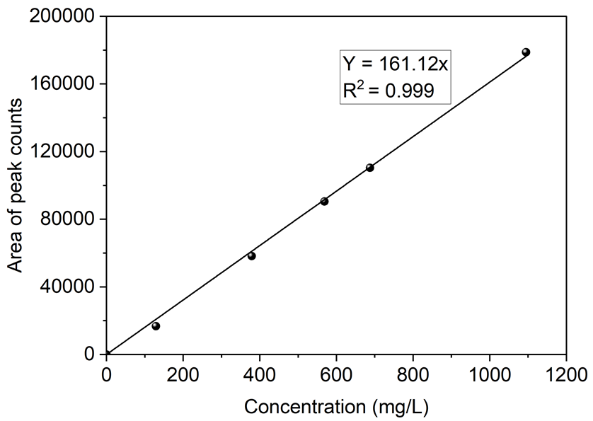 200000
160000
120000
80000
40000
0
Area of peak counts
Y = 161.12x
R² = 0.999
0 200 400 600 800 1000 1200
Concentration (mg/L)